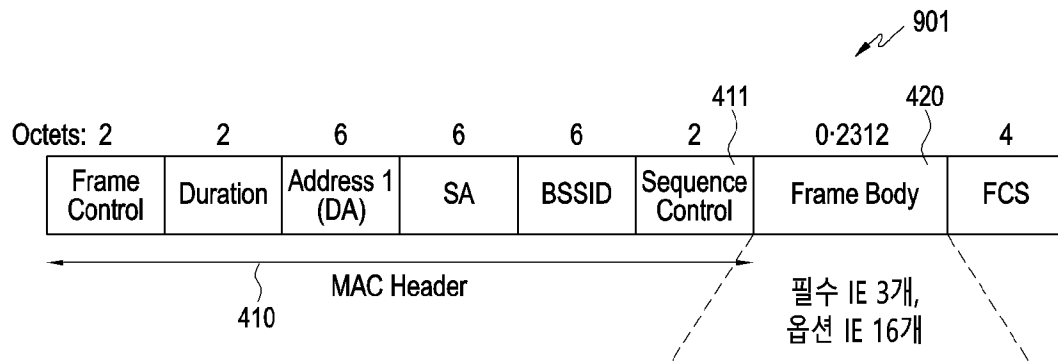 901
411
420
Octets: 2 2 6 6 6 2 0·2312 4
Frame Control
Duration
Address 1 (DA)
SA
BSSID
Sequence Control
Frame Body
FCS
MAC Header
410
필수 IE 3개,
옵션 IE 16개